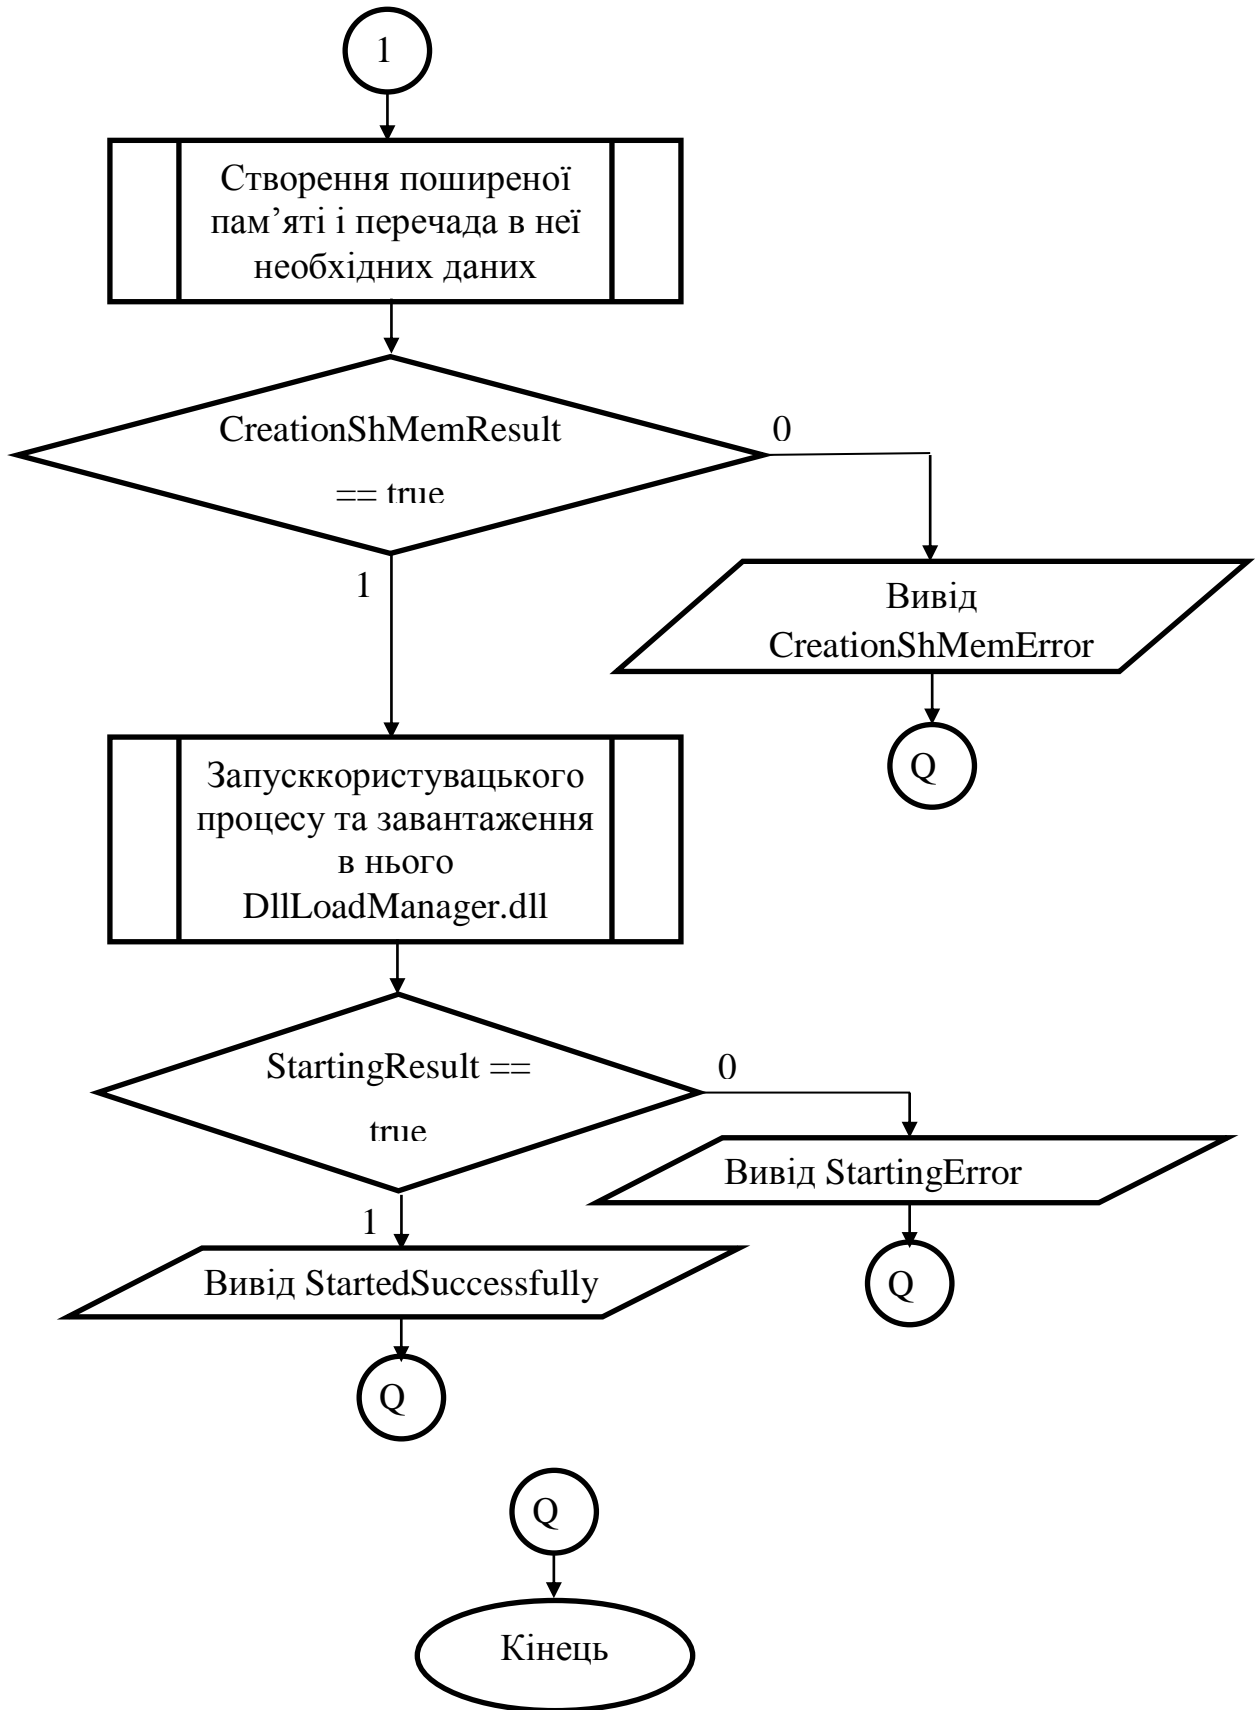 1
Створення поширеної
пам’яті і перечада в неї
необхідних даних
CreationShMemResult
0
== true
1
Вивід
CreationShMemError
Q
Запусккористувацького
процесу та завантаження
в нього
DllLoadManager.dll
StartingResult ==
0
true
Вивід StartingError
1
Вивід StartedSuccessfully
Q
Q
Q
Кінець